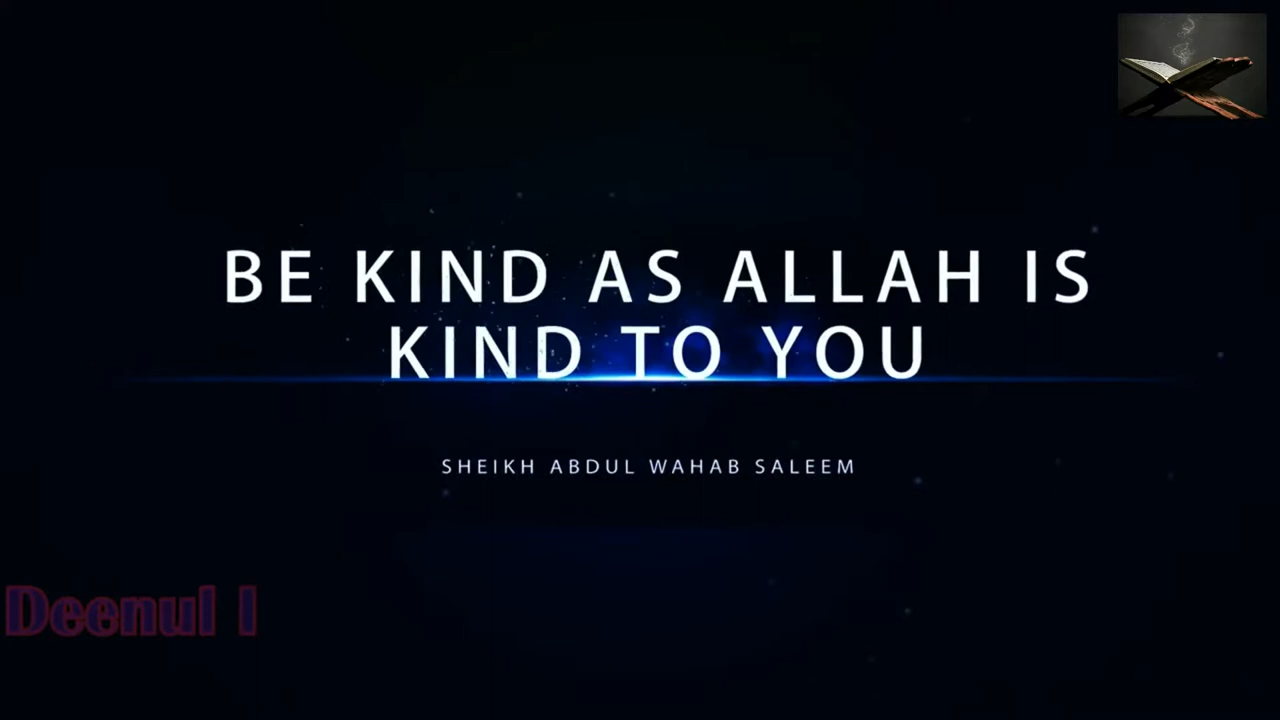 BE KIND AS ALLAH IS
KIND TO YOU
SHEIKH ABDUL WAHAB SALEEM
Deenul I